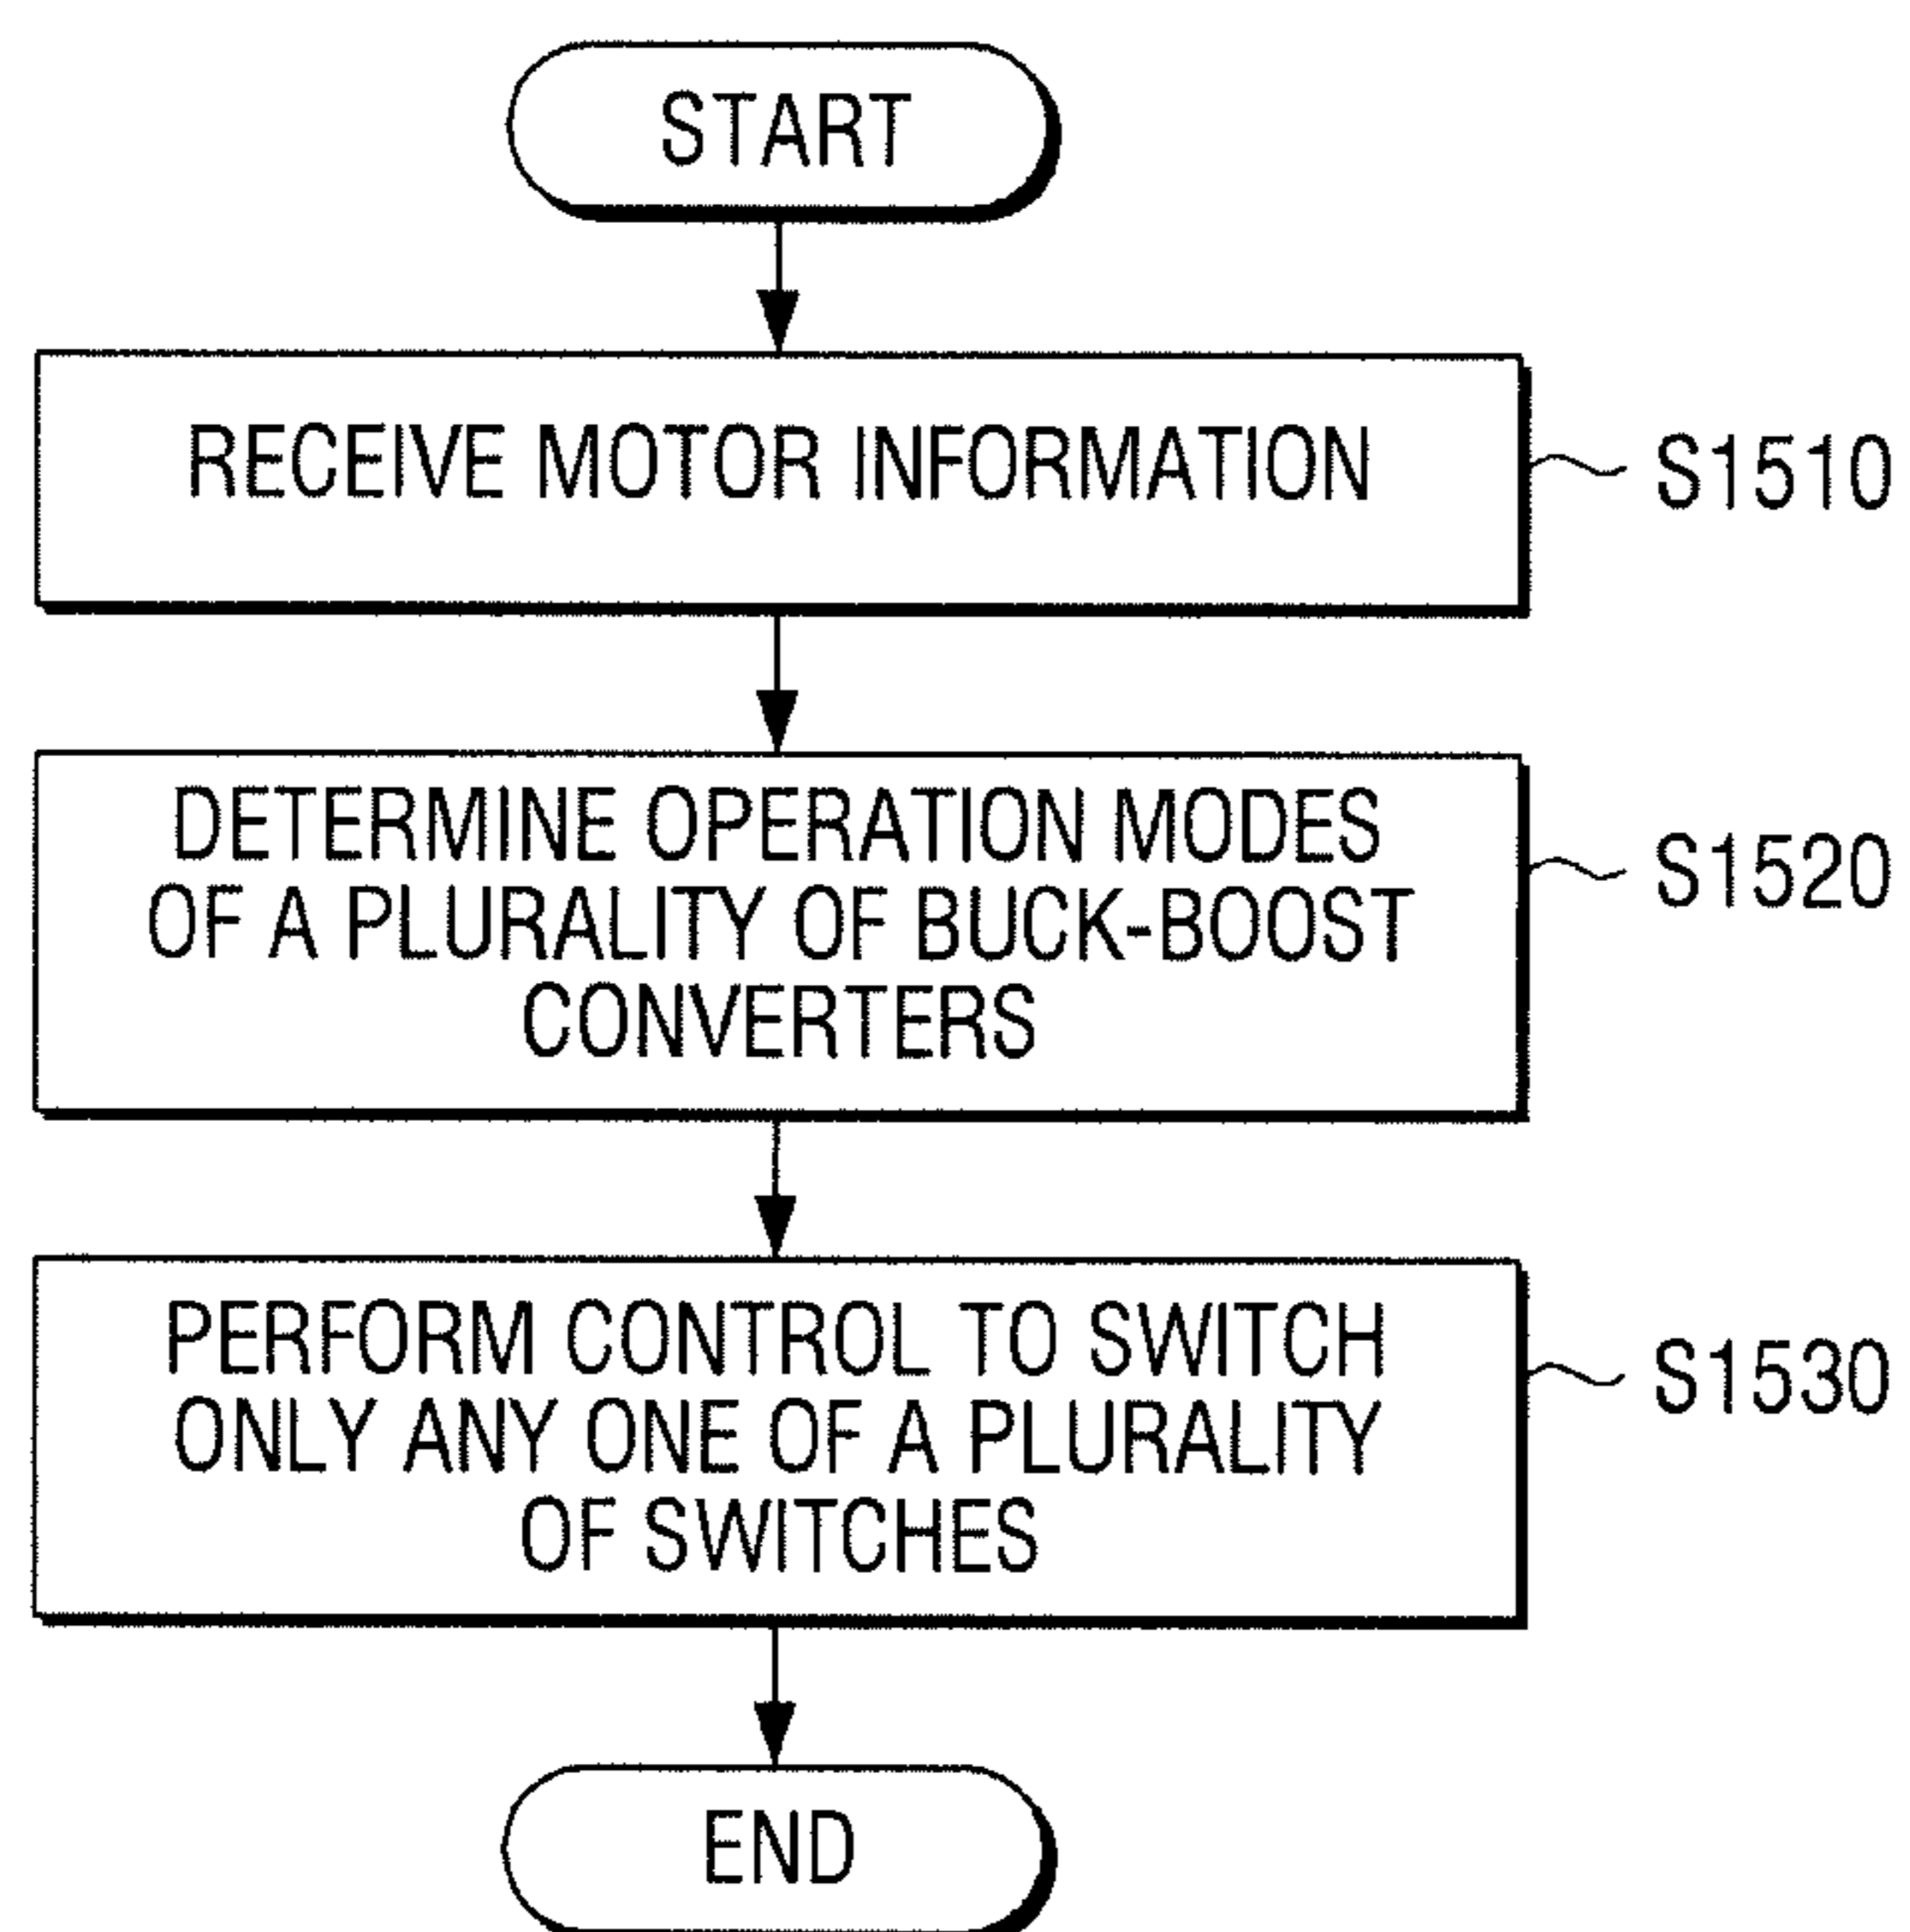 START
RECEIVE MOTOR INFORMATION
S1510
DETERMINE OPERATION MODES
OF A PLURALITY OF BUCK-BOOST
CONVERTERS
S1520
PERFORM CONTROL TO SWITCH
ONLY ANY ONE OF A PLURALITY
OF SWITCHES
S1530
END